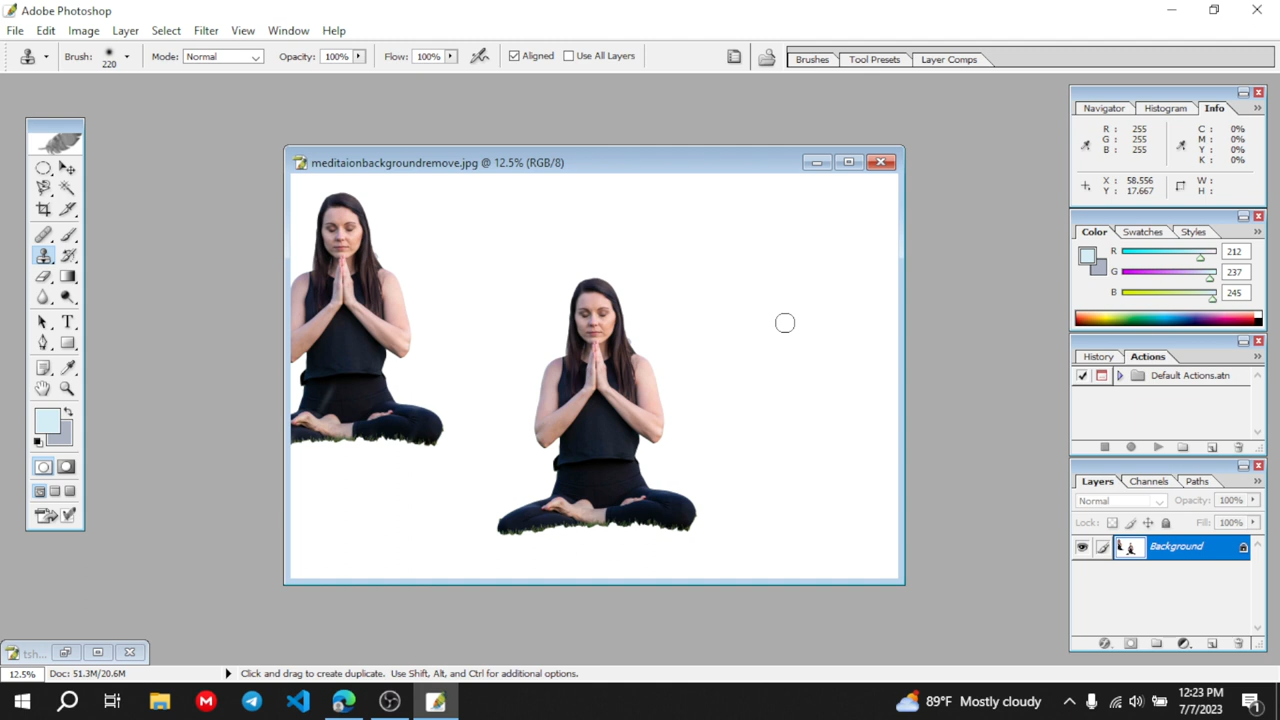 Adobe Photoshop
File Edit Image Layer Select Filter View Window Help
Brush: 220 Mode: Normal Opacity: 100% Flow: 100% Aligned Use All Layers Brushes Tool Presets Layer Comps
Navigator Histogram Info
R : 255 C : 0%
G : 255 M : 0%
B : 255 Y : 0%
K : 0%
X : 58.556 W :
Y : 17.667 H :
meditaionbackgroundremove.jpg @ 12.5% (RGB/8)
Color Swatches Styles
R 212
G 237
B 245
History Actions
Default Actions.atn
Layers Channels Paths
Normal Opacity: 100%
Lock: Fill: 100%
Background
tsh...
12.5% Doc: 51.3M/20.6M Click and drag to create duplicate. Use Shift, Alt, and Ctrl for additional options.
89°F Mostly cloudy
12:23 PM
7/7/2023
1